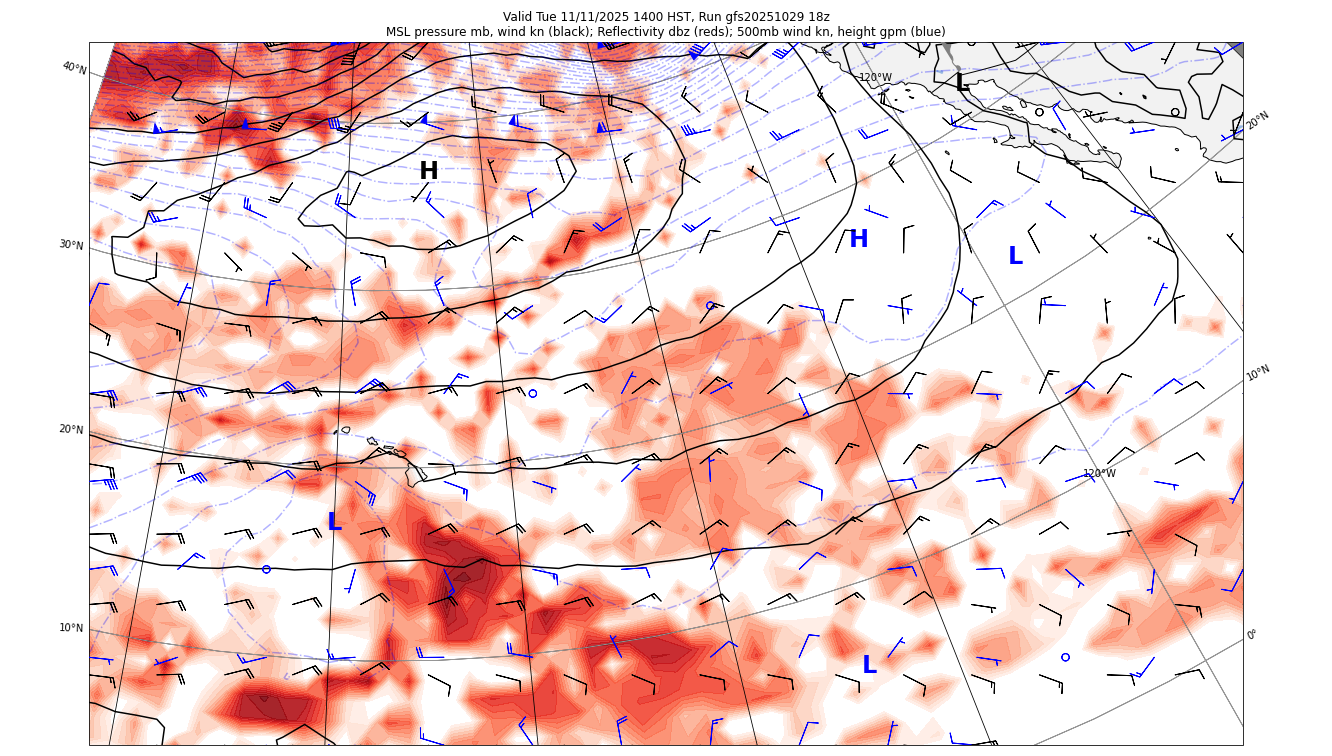 Valid Tue 11/11/2025 1400 HST, Run gfs20251029 18z
MSL pressure mb, wind kn (black); Reflectivity dbz (reds); 500mb wind kn, height gpm (blue)
40°N
120°W
L
20°N
H
30°N
H
L
10°N
20°N
120°W
L
10°N
0°
L